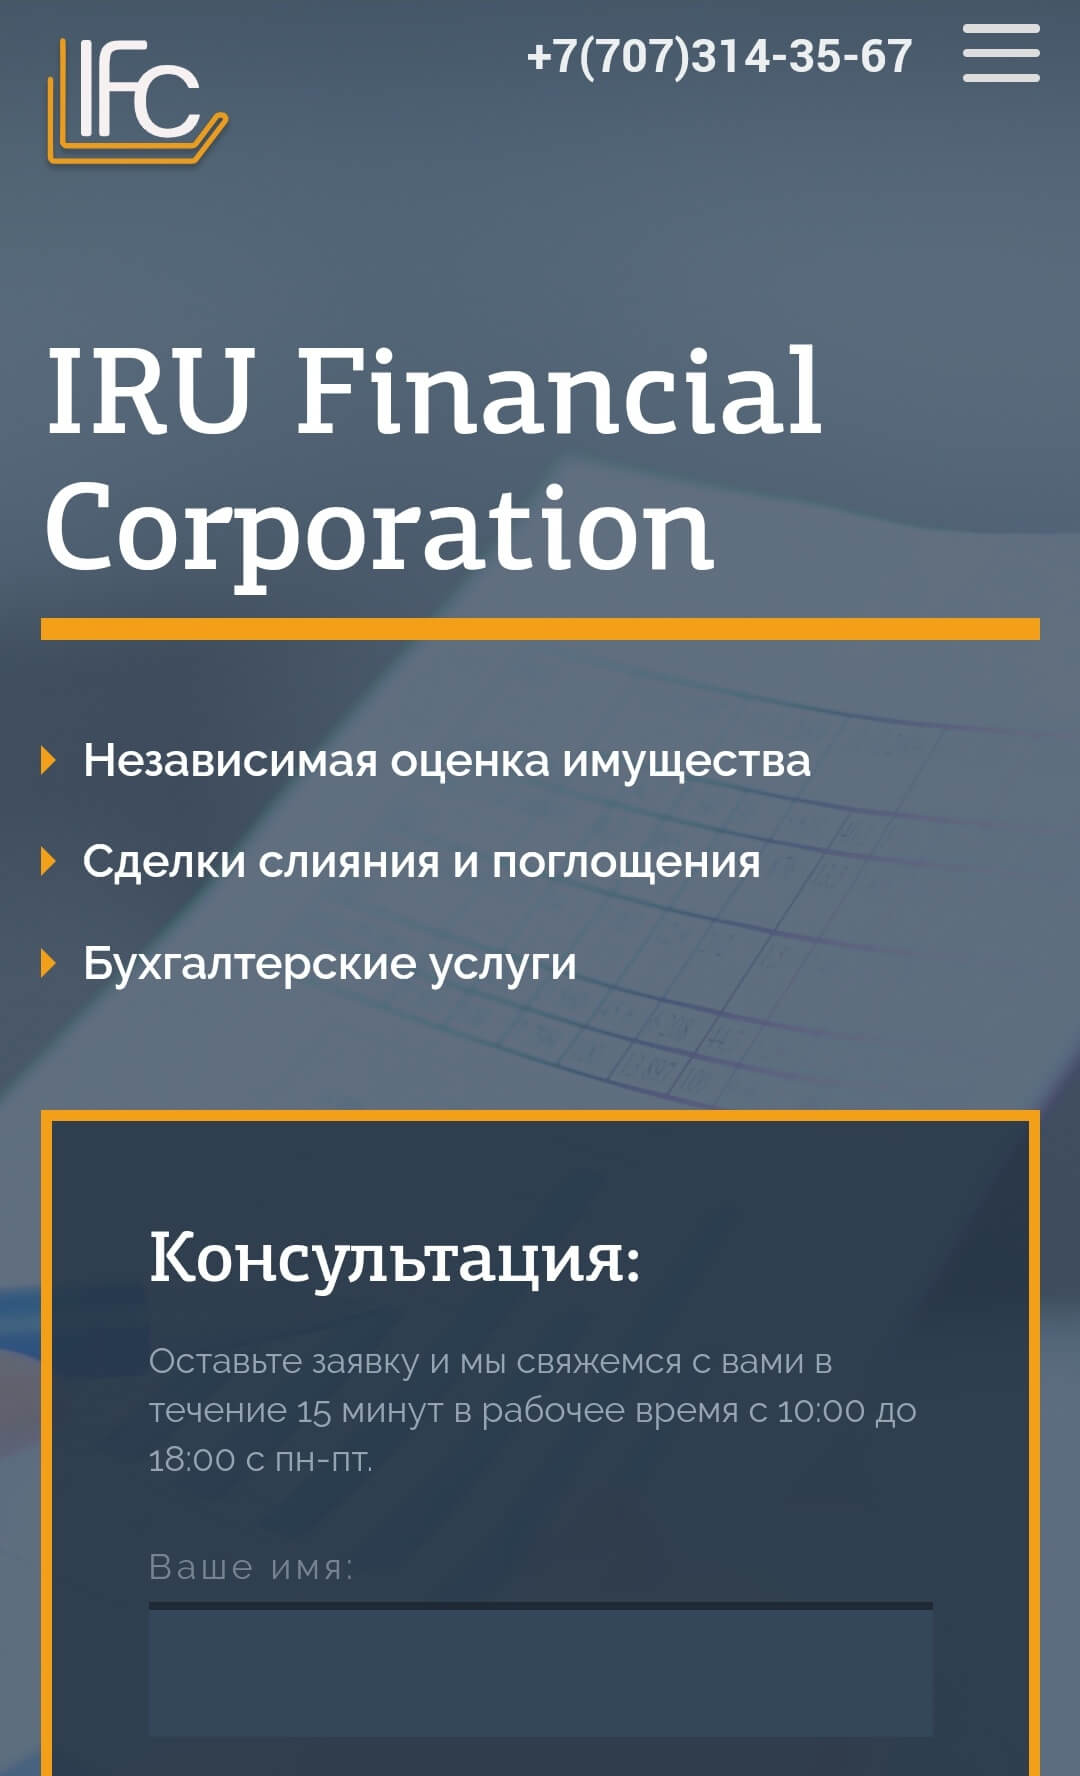 IFC
+7(707)314-35-67
IRU Financial
Corporation
Независимая оценка имущества
Сделки слияния и поглощения
Бухгалтерские услуги
Консультация:
Оставьте заявку и мы свяжемся с вами в
течение 15 минут в рабочее время с 10:00 до
18:00 с пн-пт.
Ваше имя: